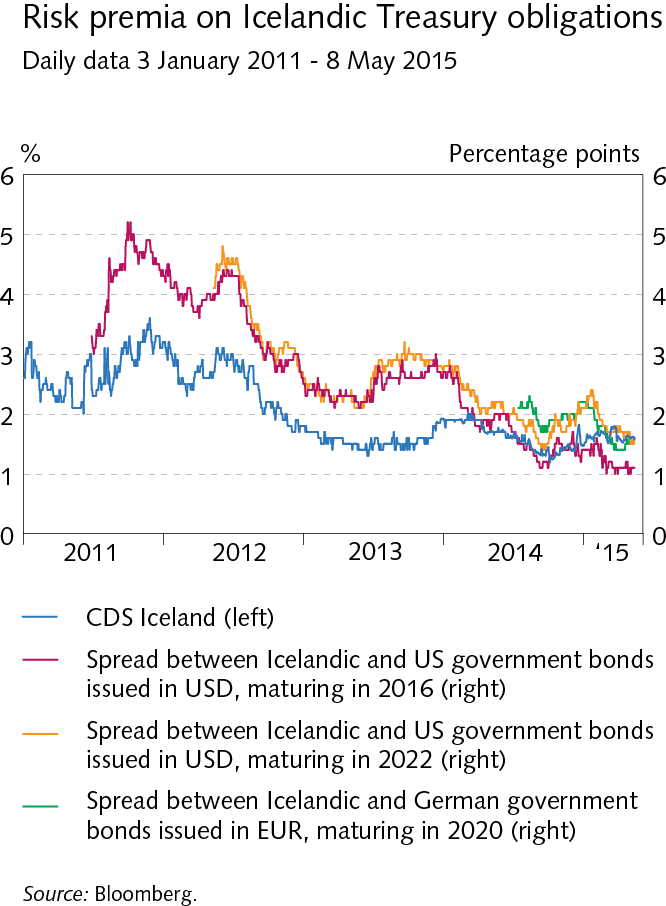 Risk premia on Icelandic Treasury obligations
Daily data 3 January 2011 - 8 May 2015
%
Percentage points
6
6
5
5
4
4
3
3
2
2
1
1
0
0
2011
2012
2013
2014
‘15
CDS Iceland (left)
Spread between Icelandic and US government bonds
issued in USD, maturing in 2016 (right)
Spread between Icelandic and US government bonds
issued in USD, maturing in 2022 (right)
Spread between Icelandic and German government
bonds issued in EUR, maturing in 2020 (right)
Source: Bloomberg.